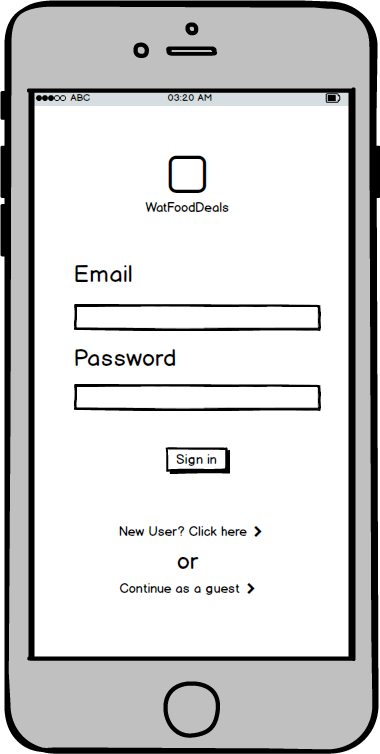 ABC 03:20 AM
WatFoodDeals
Email
Password
Sign in
New User? Click here
or
Continue as a guest